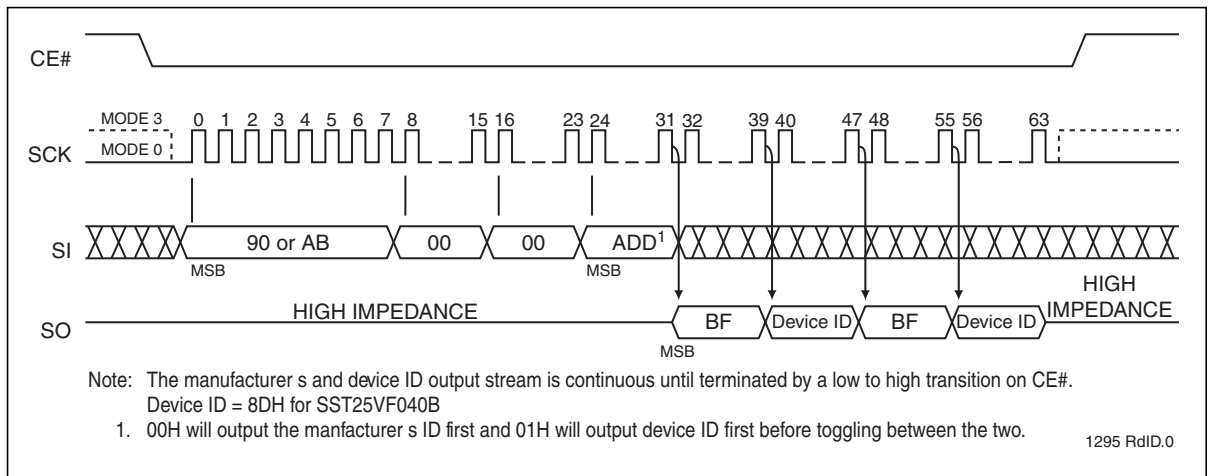 CE#
MODE 3 0 1 2 3 4 5 6 7 8 15 16 23 24 31 32 39 40 47 48 55 56 63
SCK MODE 0
SI 90 or AB 00 00 ADD1
MSB MSB
HIGH IMPEDANCE HIGH IMPEDANCE
SO BF Device ID BF Device ID
MSB
Note: The manufacturer s and device ID output stream is continuous until terminated by a low to high transition on CE#.
Device ID = 8DH for SST25VF040B
1. 00H will output the manfacturer s ID first and 01H will output device ID first before toggling between the two.
1295 RdID.0